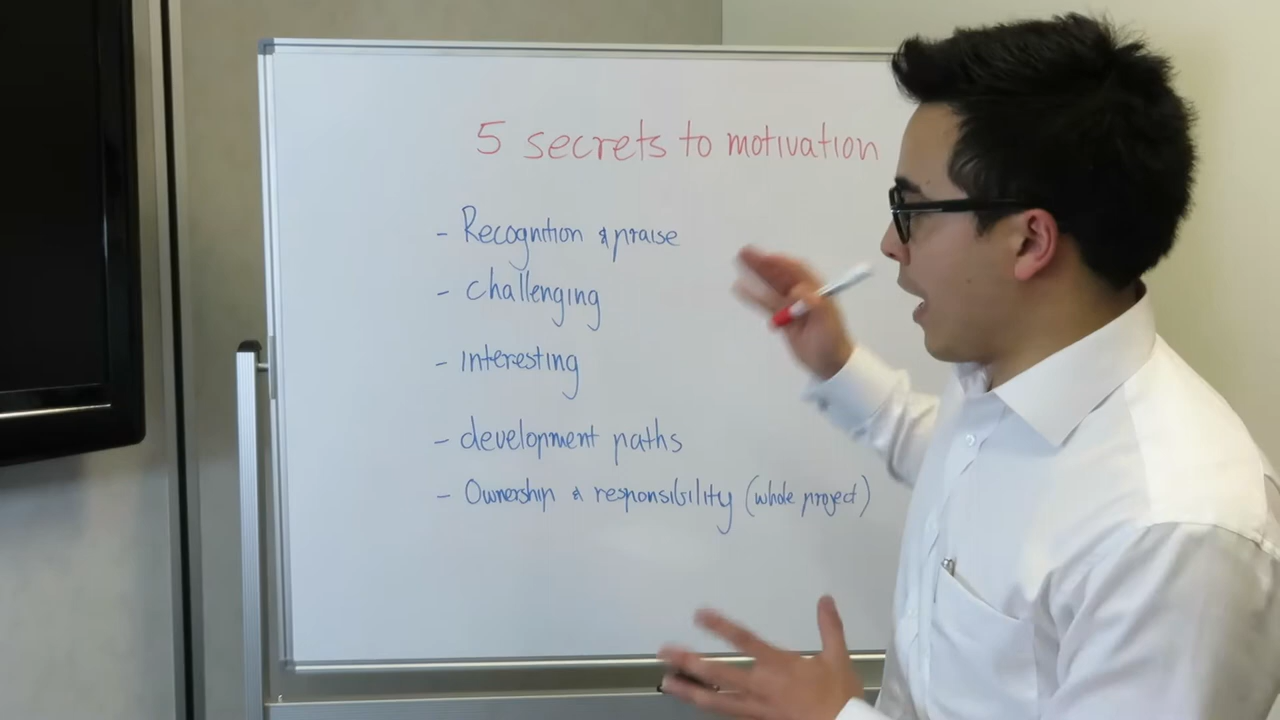 5 secrets to motivation
- Recognition & praise
- challenging
- interesting
- development paths
- Ownership & responsibility (whole project)